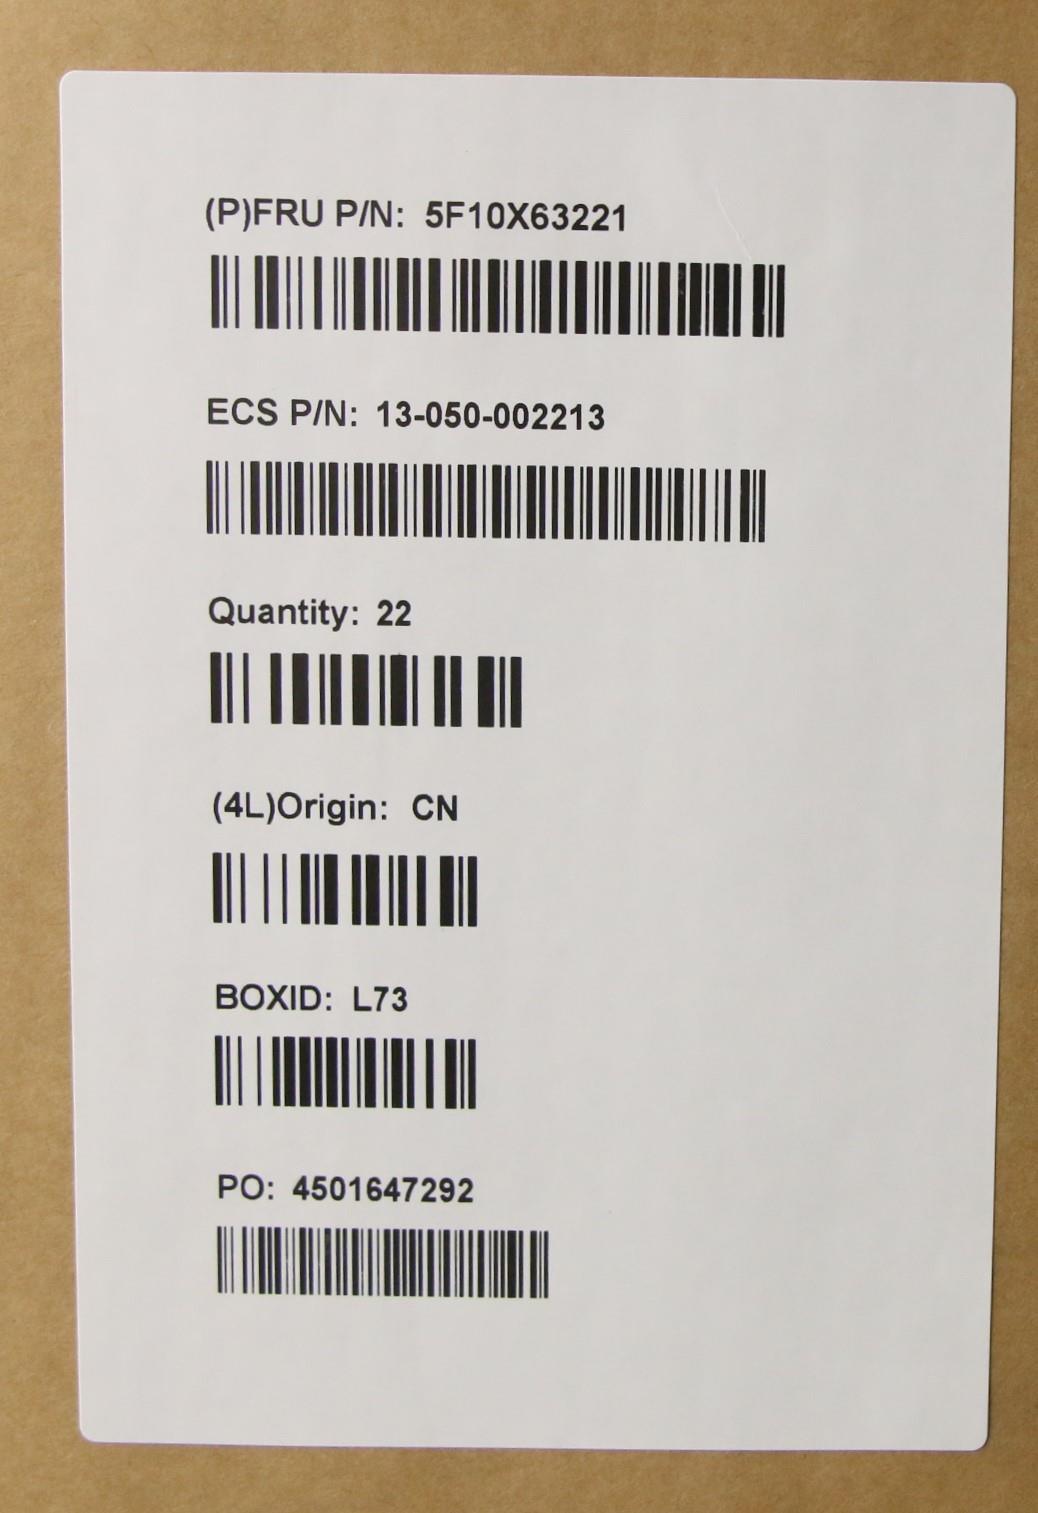 (P)FRU P/N: 5F10X63221
ECS P/N: 13-050-002213
Quantity: 22
(4L)Origin: CN
BOXID: L73
PO: 4501647292